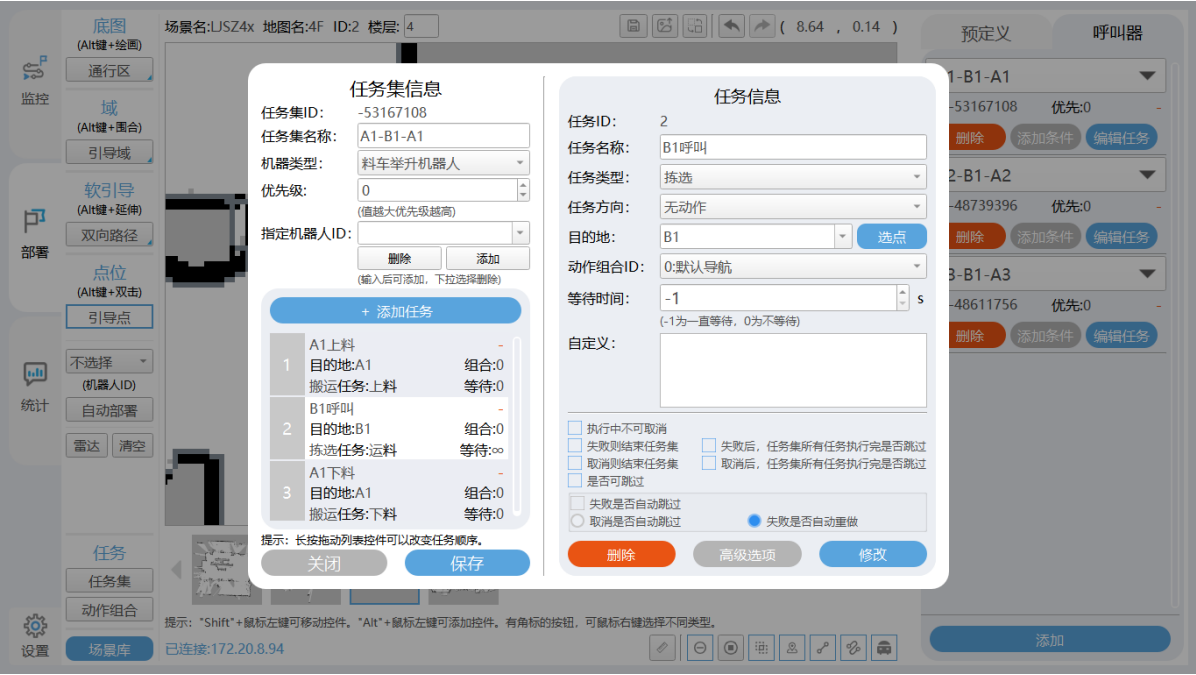 场景名:LJSZ4x 地图名:4F ID:2 楼层: 4
( 8.64 , 0.14 )
监控
部署
统计
设置
底图
(Alt键+绘画)
通行区
域
(Alt键+围合)
引导域
软引导
(Alt键+延伸)
双向路径
点位
(Alt键+双击)
引导点
不选择
(机器人ID)
自动部署
雷达 清空
任务
任务集
动作组合
场景库
任务集信息
任务集ID: -53167108
任务集名称: A1-B1-A1
机器类型: 料车举升机器人
优先级: 0
(值越大优先级越高)
指定机器人ID:
删除 添加
(输入后可添加，下拉选择删除)
+ 添加任务
1
A1上料 -
目的地:A1 组合:0
搬运任务:上料 等待:0
2
B1呼叫 -
目的地:B1 组合:0
拣选任务:运料 等待:∞
3
A1下料 -
目的地:A1 组合:0
搬运任务:下料 等待:0
提示：长按拖动列表控件可以改变任务顺序。
关闭 保存
任务信息
任务ID: 2
任务名称: B1呼叫
任务类型: 拣选
任务方向: 无动作
目的地: B1 选点
动作组合ID: 0:默认导航
等待时间: -1 s
(-1为一直等待，0为不等待)
自定义:
执行中不可取消
失败则结束任务集 失败后，任务集所有任务执行完是否跳过
取消则结束任务集 取消后，任务集所有任务执行完是否跳过
是否可跳过
失败是否自动跳过
取消是否自动跳过 失败是否自动重做
删除 高级选项 修改
提示："Shift"+鼠标左键可移动控件。"Alt"+鼠标左键可添加控件。有角标的按钮，可鼠标右键选择不同类型。
已连接:172.20.8.94
预定义 呼叫器
1-B1-A1
-53167108 优先:0 -
删除 添加条件 编辑任务
2-B1-A2
-48739396 优先:0 -
删除 添加条件 编辑任务
3-B1-A3
-48611756 优先:0 -
删除 添加条件 编辑任务
添加